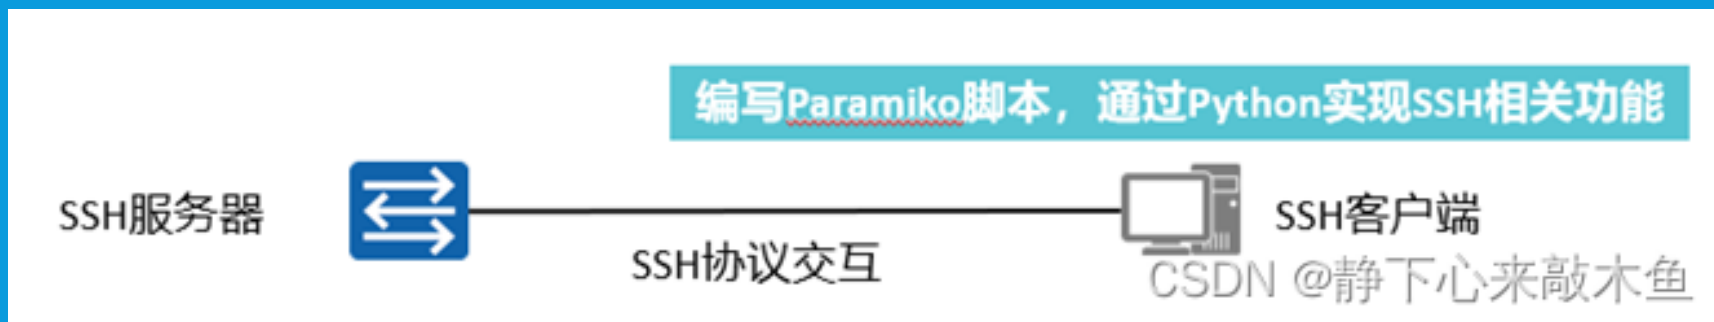 编写Paramiko脚本，通过Python实现SSH相关功能
SSH服务器
SSH客户端
SSH协议交互
CSDN @静下心来敲木鱼